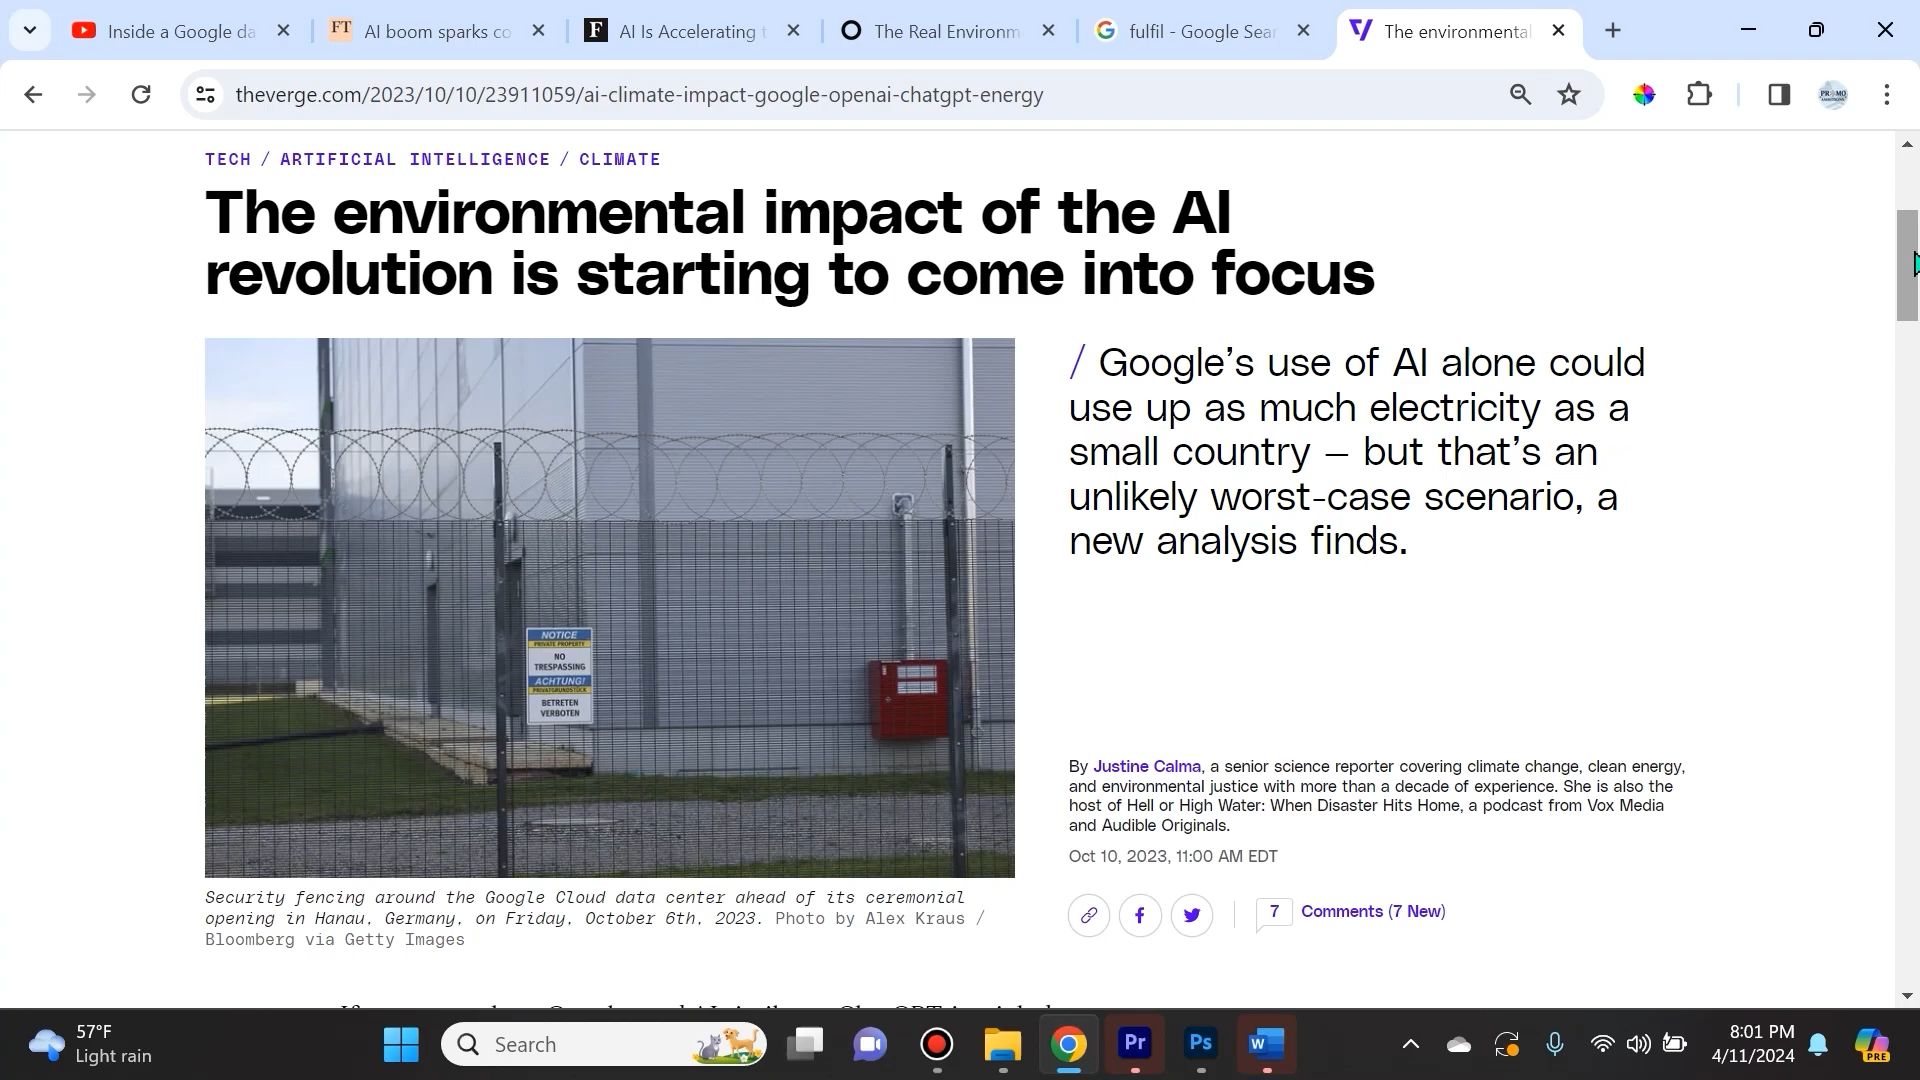 Inside a Google da
FT
AI boom sparks co
F
AI Is Accelerating t
The Real Environm
fulfil - Google Sear
The environmental
theverge.com/2023/10/10/23911059/ai-climate-impact-google-openai-chatgpt-energy
TECH / ARTIFICIAL INTELLIGENCE / CLIMATE
The environmental impact of the AI
revolution is starting to come into focus
/ Google’s use of AI alone could
use up as much electricity as a
small country — but that’s an
unlikely worst-case scenario, a
new analysis finds.
NOTICE
PRIVATE PROPERTY
NO
TRESPASSING
ACHTUNG!
PRIVATGRUNDSTÜCK
BETRETEN
VERBOTEN
By Justine Calma, a senior science reporter covering climate change, clean energy,
and environmental justice with more than a decade of experience. She is also the
host of Hell or High Water: When Disaster Hits Home, a podcast from Vox Media
and Audible Originals.
Oct 10, 2023, 11:00 AM EDT
7 Comments (7 New)
Security fencing around the Google Cloud data center ahead of its ceremonial
opening in Hanau, Germany, on Friday, October 6th, 2023. Photo by Alex Kraus /
Bloomberg via Getty Images
57°F
Light rain
Search
Pr
Ps
W
8:01 PM
4/11/2024
PRE